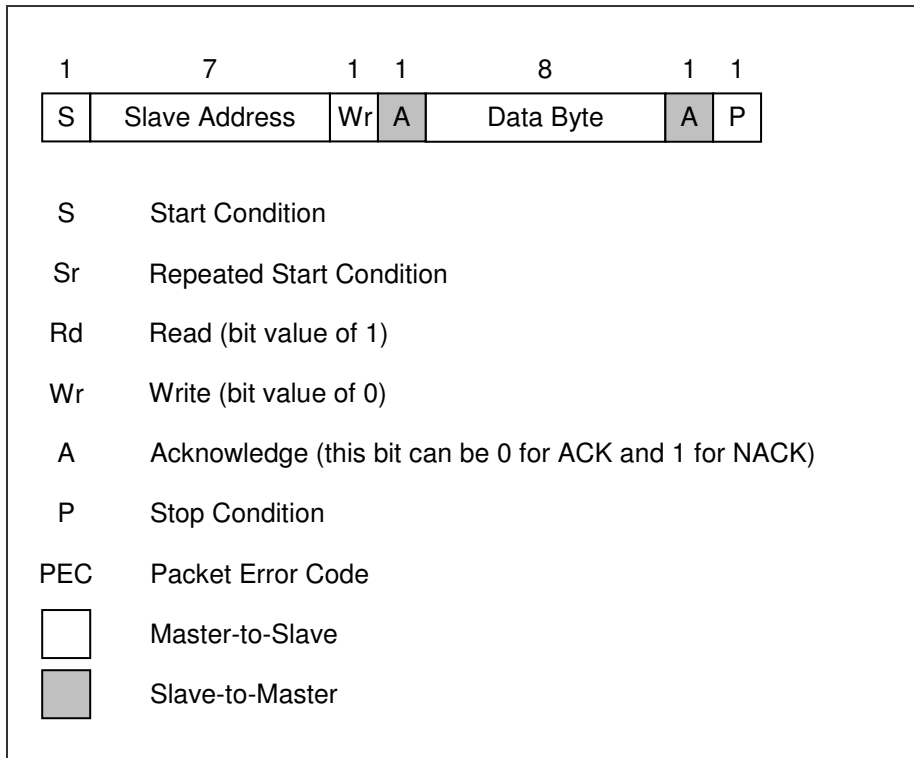 1 7 1 1 8 1 1
S Slave Address Wr A Data Byte A P
S Start Condition
Sr Repeated Start Condition
Rd Read (bit value of 1)
Wr Write (bit value of 0)
A Acknowledge (this bit can be 0 for ACK and 1 for NACK)
P Stop Condition
PEC Packet Error Code
Master-to-Slave
Slave-to-Master